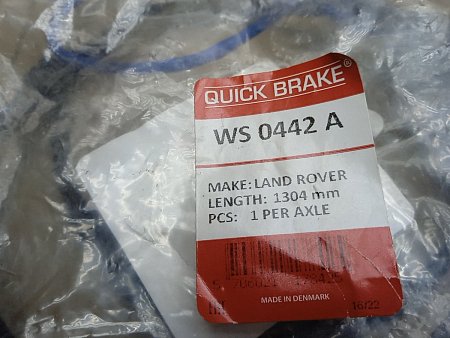 QUICK BRAKE®
WS 0442 A
MAKE: LAND ROVER
LENGTH: 1304 mm
PCS: 1 PER AXLE
MADE IN DENMARK
16/22